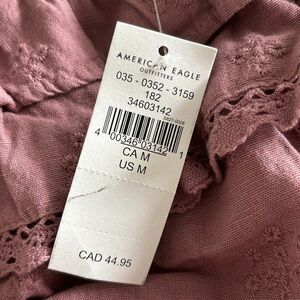 AMERICAN EAGLE
OUTFITTERS
035 - 0352 - 3159
182
34603142
4 00346 03142 1
CA M
US M
CAD 44.95